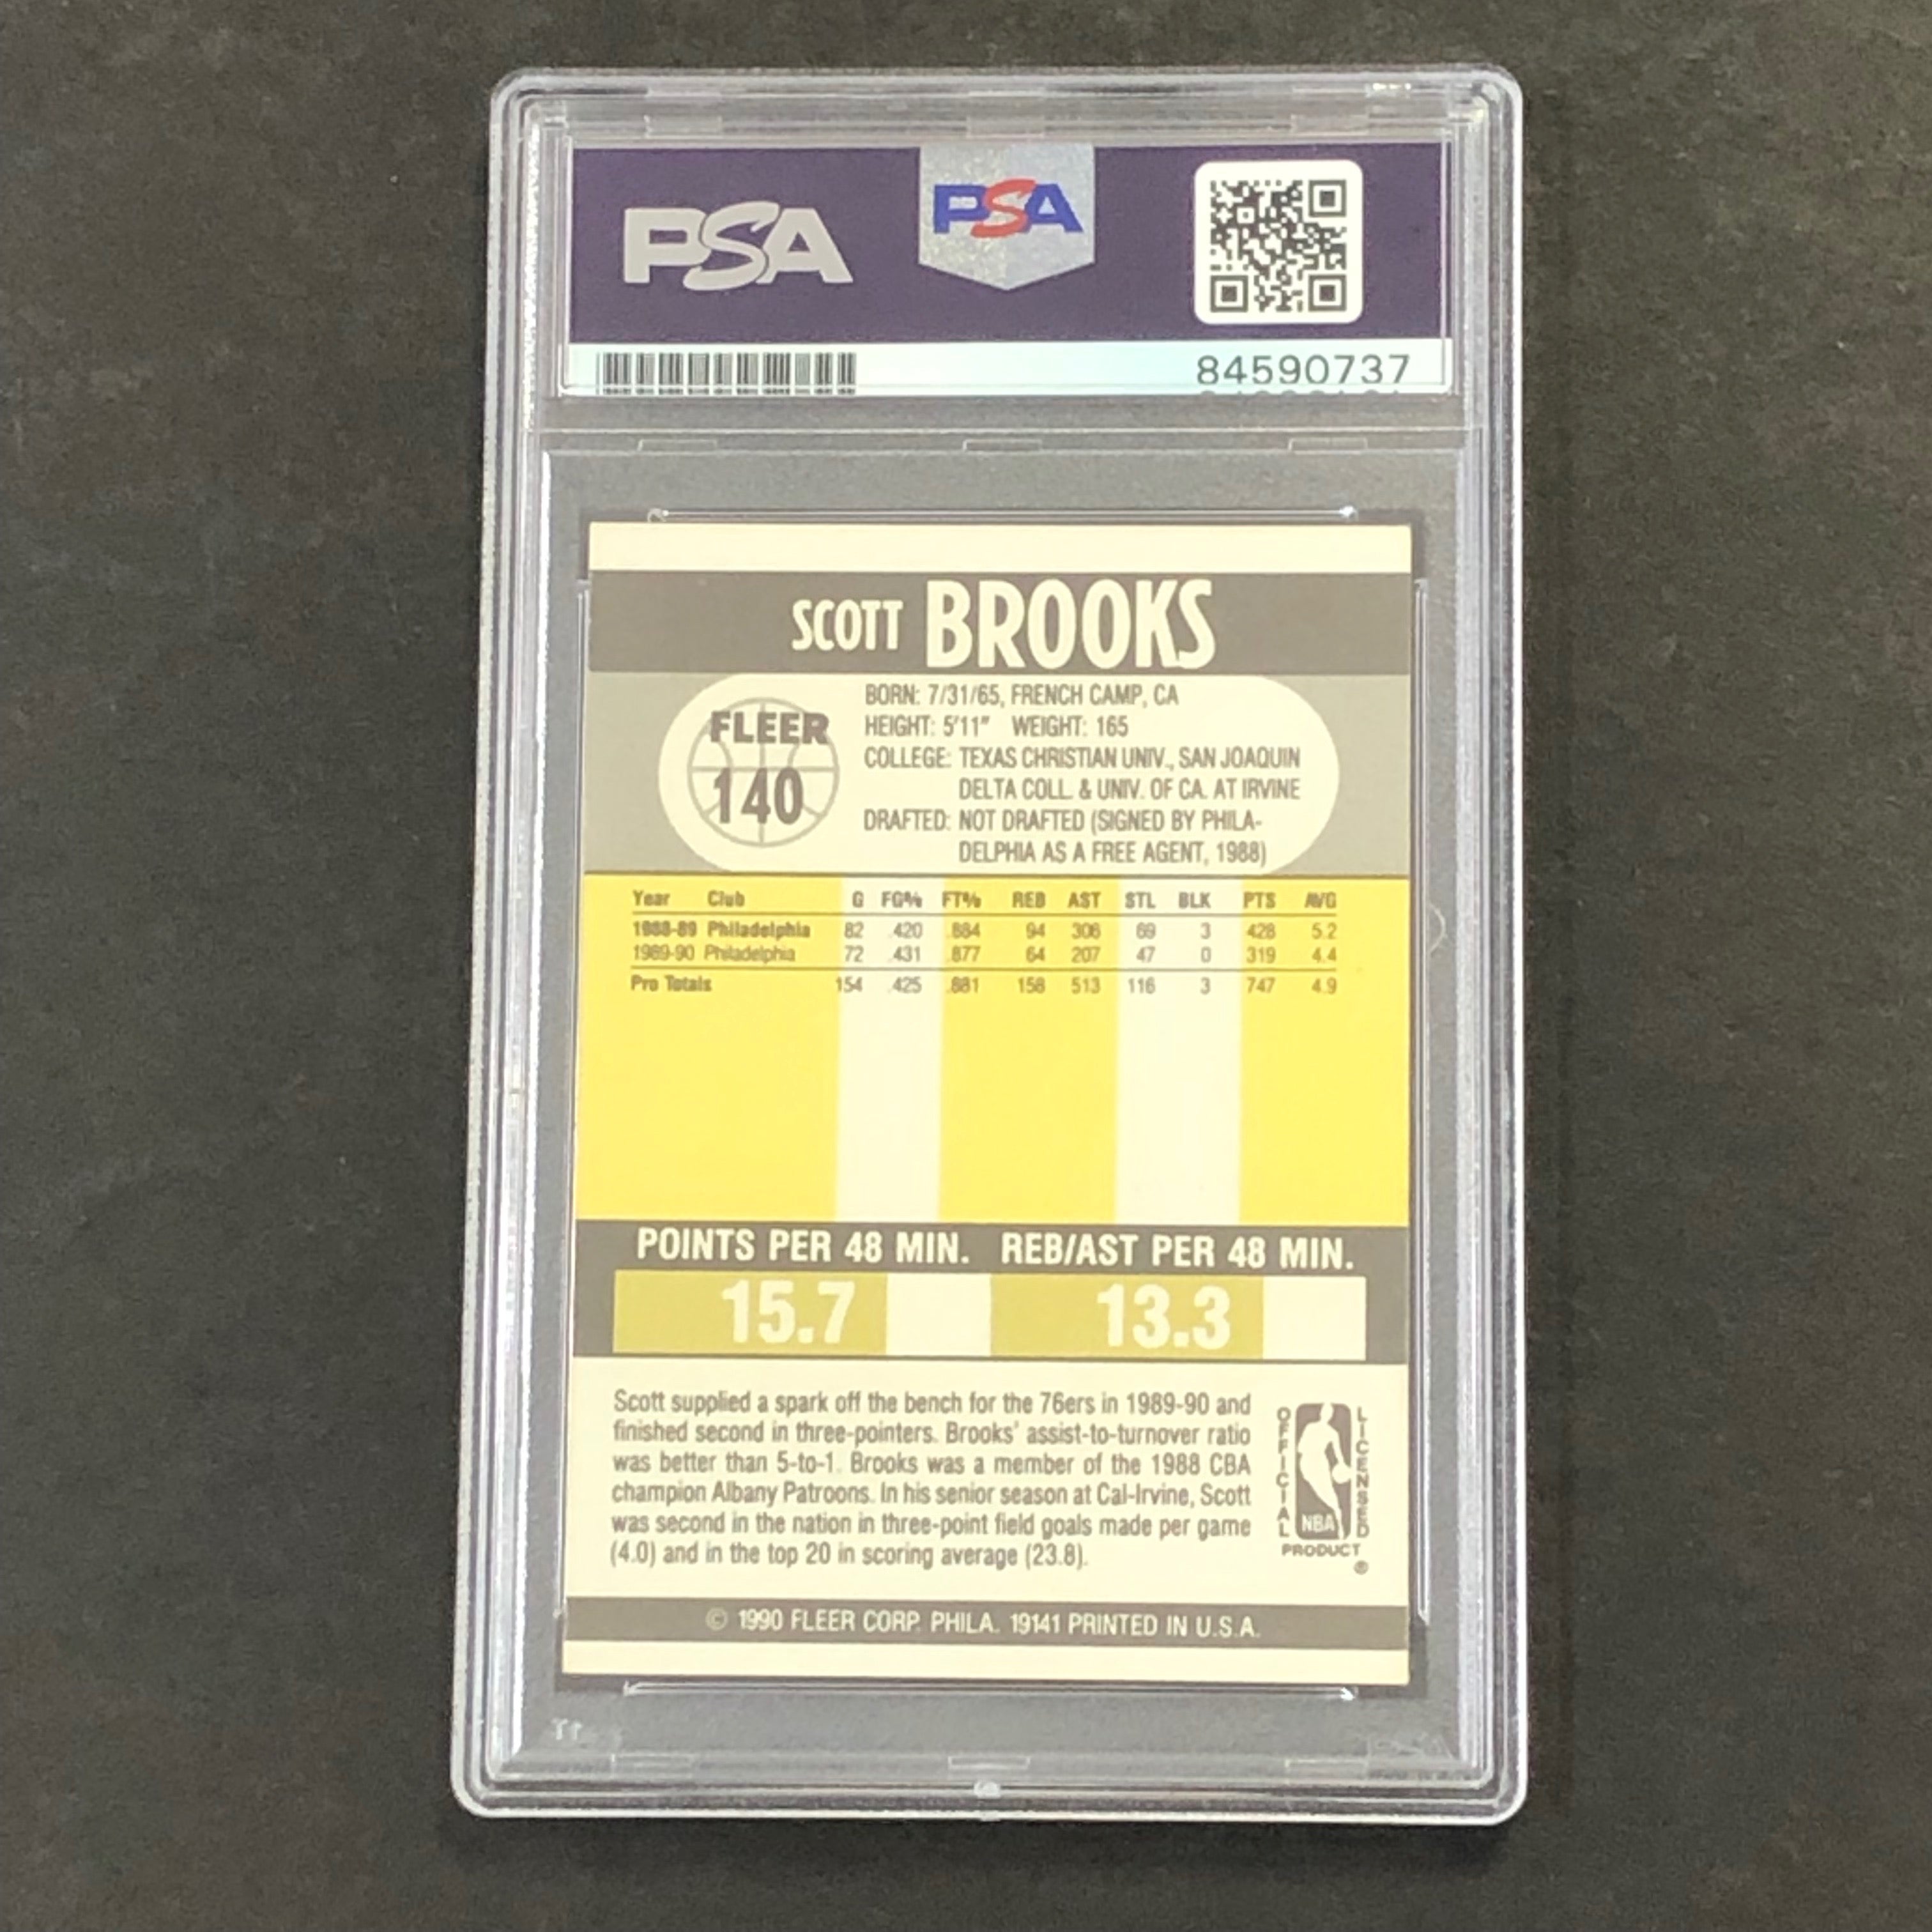 PSA PSA
84590737
SCOTT BROOKS
FLEER
140
BORN: 7/31/65, FRENCH CAMP, CA
HEIGHT: 5'11" WEIGHT: 165
COLLEGE: TEXAS CHRISTIAN UNIV., SAN JOAQUIN
DELTA COLL. & UNIV. OF CA. AT IRVINE
DRAFTED: NOT DRAFTED (SIGNED BY PHILA-
DELPHIA AS A FREE AGENT, 1988)
Year Club G FG% FT% REB AST STL BLK PTS AVG
1988-89 Philadelphia 82 .420 .884 94 306 69 3 428 5.2
1989-90 Philadelphia 72 .431 .877 64 207 47 0 319 4.4
Pro Totals 154 .425 .881 158 513 116 3 747 4.9
POINTS PER 48 MIN. REB/AST PER 48 MIN.
15.7 13.3
Scott supplied a spark off the bench for the 76ers in 1989-90 and
finished second in three-pointers. Brooks' assist-to-turnover ratio
was better than 5-to-1. Brooks was a member of the 1988 CBA
champion Albany Patroons. In his senior season at Cal-Irvine, Scott
was second in the nation in three-point field goals made per game
(4.0) and in the top 20 in scoring average (23.8).
OFFICIAL
LICENSED
NBA
PRODUCT
®
© 1990 FLEER CORP. PHILA. 19141 PRINTED IN U.S.A.